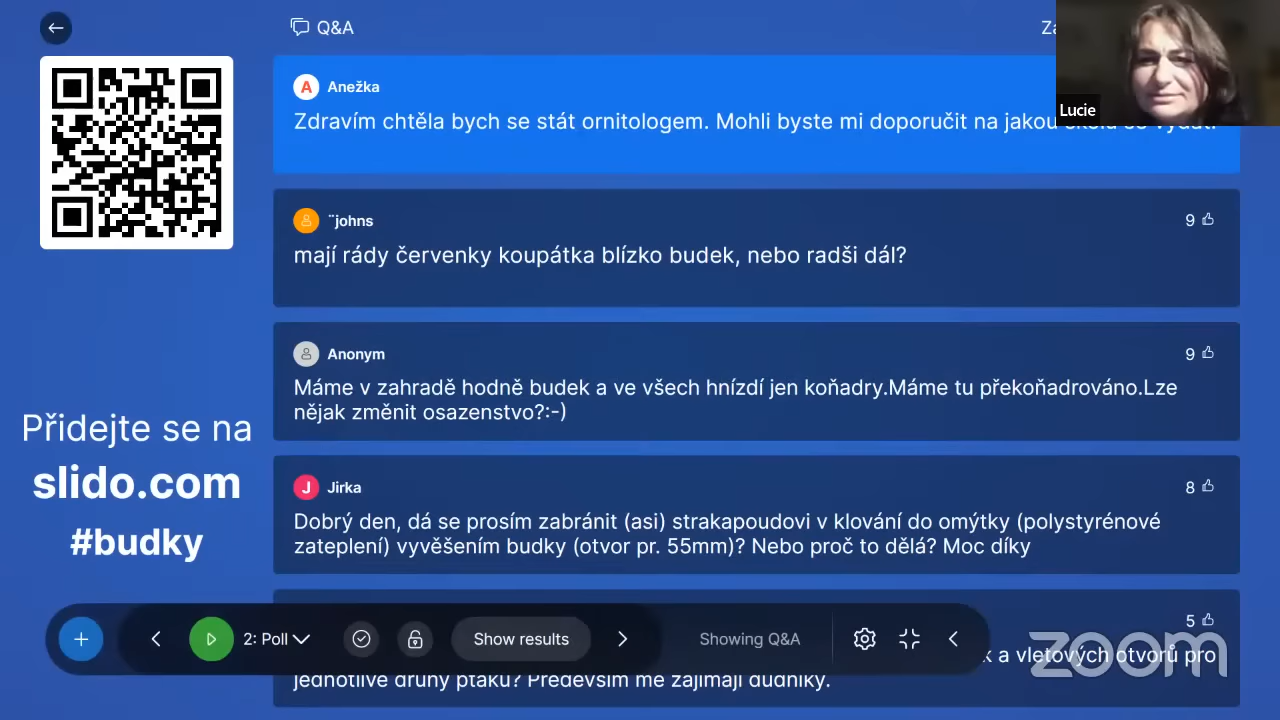 Q&A
Zá
Lucie
Přidejte se na
slido.com
#budky
A Anežka
Zdravím chtěla bych se stát ornitologem. Mohli byste mi doporučit na jakou
¨johns
9
mají rády červenky koupátka blízko budek, nebo radši dál?
Anonym
9
Máme v zahradě hodně budek a ve všech hnízdí jen koňadry.Máme tu překoňadrováno.Lze
nějak změnit osazenstvo?:-)
J Jirka
8
Dobrý den, dá se prosím zabránit (asi) strakapoudovi v klování do omýtky (polystyrénové
zateplení) vyvěšením budky (otvor pr. 55mm)? Nebo proč to dělá? Moc díky
5
a vletových otvorů pro
jednotlivé druhy ptáků? Především mě zajímají dudníky.
2: Poll
Show results
Showing Q&A
zoom